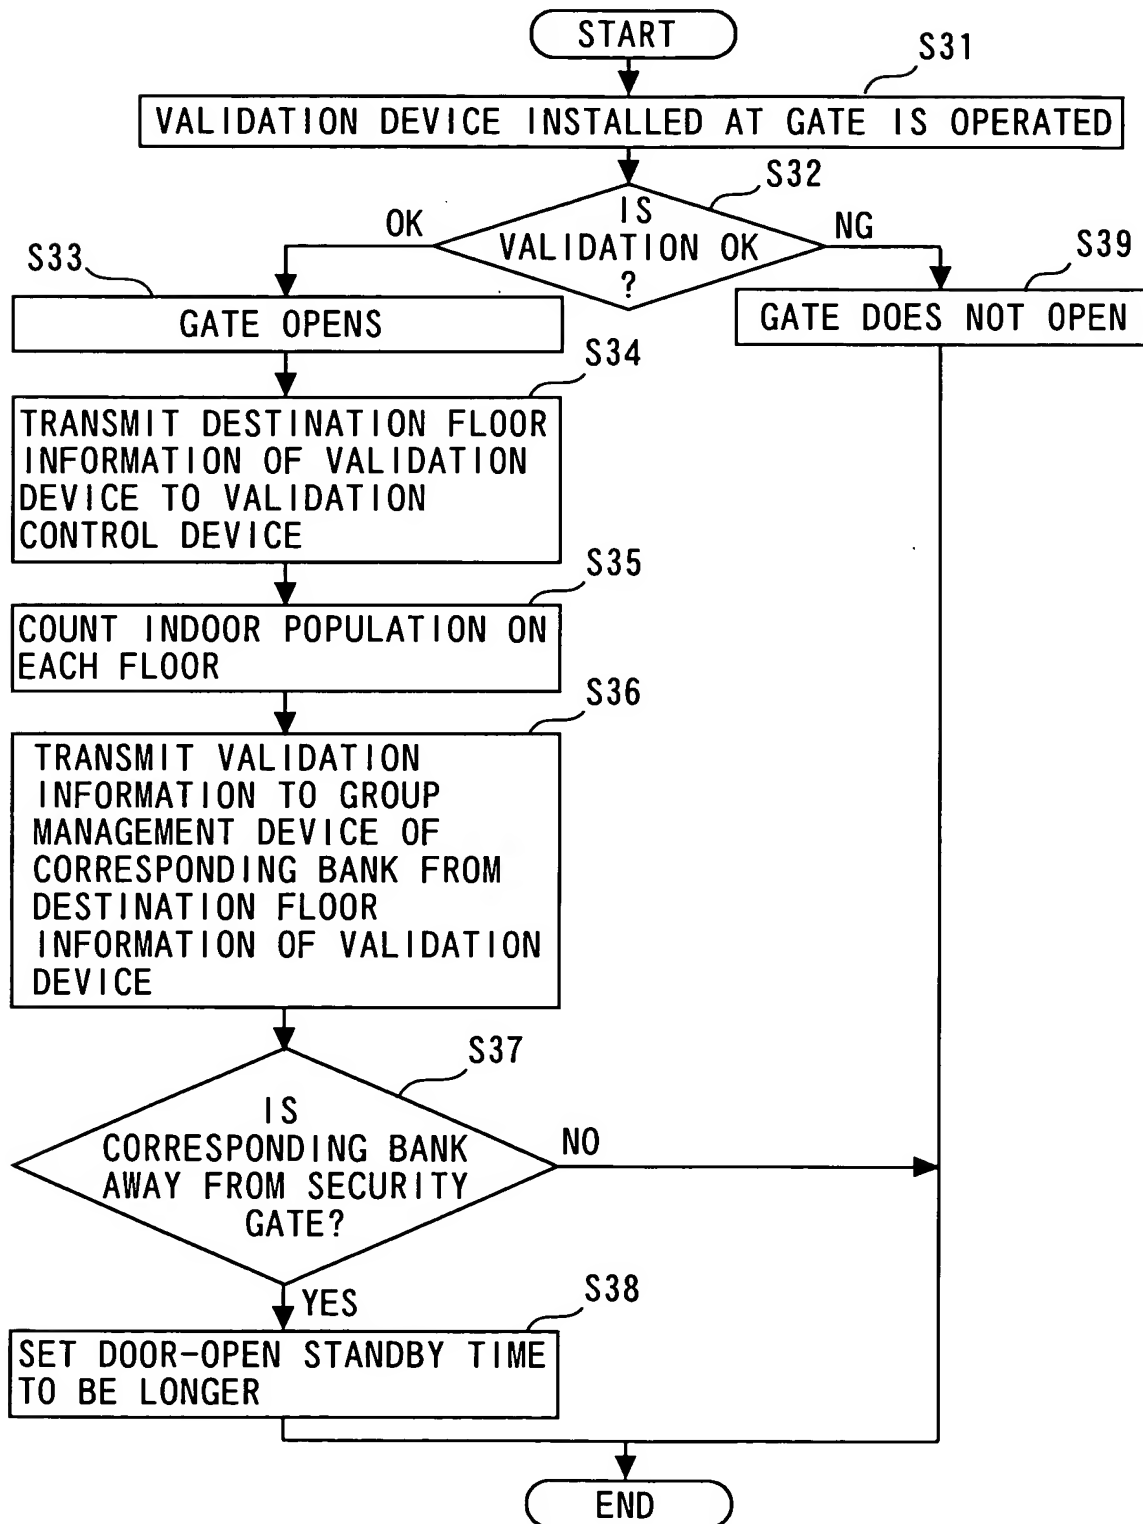 START
S31
VALIDATION DEVICE INSTALLED AT GATE IS OPERATED
S32
IS
VALIDATION OK
?
OK
NG
S33
GATE OPENS
S39
GATE DOES NOT OPEN
S34
TRANSMIT DESTINATION FLOOR
INFORMATION OF VALIDATION
DEVICE TO VALIDATION
CONTROL DEVICE
S35
COUNT INDOOR POPULATION ON
EACH FLOOR
S36
TRANSMIT VALIDATION
INFORMATION TO GROUP
MANAGEMENT DEVICE OF
CORRESPONDING BANK FROM
DESTINATION FLOOR
INFORMATION OF VALIDATION
DEVICE
S37
IS
CORRESPONDING BANK
AWAY FROM SECURITY
GATE?
NO
YES
S38
SET DOOR-OPEN STANDBY TIME
TO BE LONGER
END